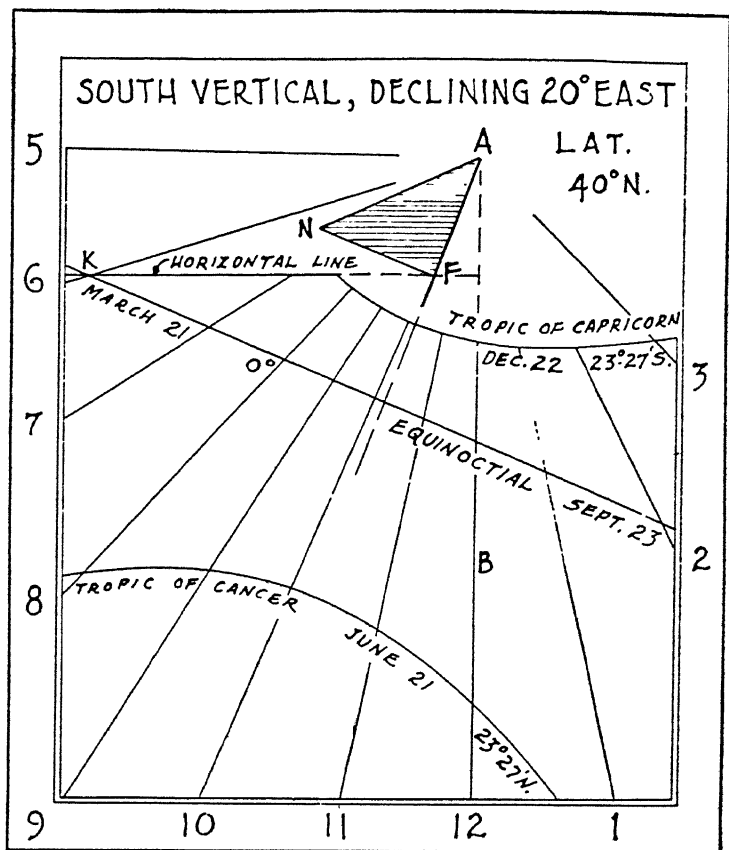 SOUTH VERTICAL, DECLINING 20° EAST
5
A
LAT.
40°N.
N
K
HORIZONTAL LINE
F
6
MARCH 21
TROPIC OF CAPRICORN
DEC. 22
23°27'S.
0°
3
7
EQUINOCTIAL
SEPT. 23
B
2
8
TROPIC OF CANCER
JUNE 21
23°27'N.
9
10
11
12
1